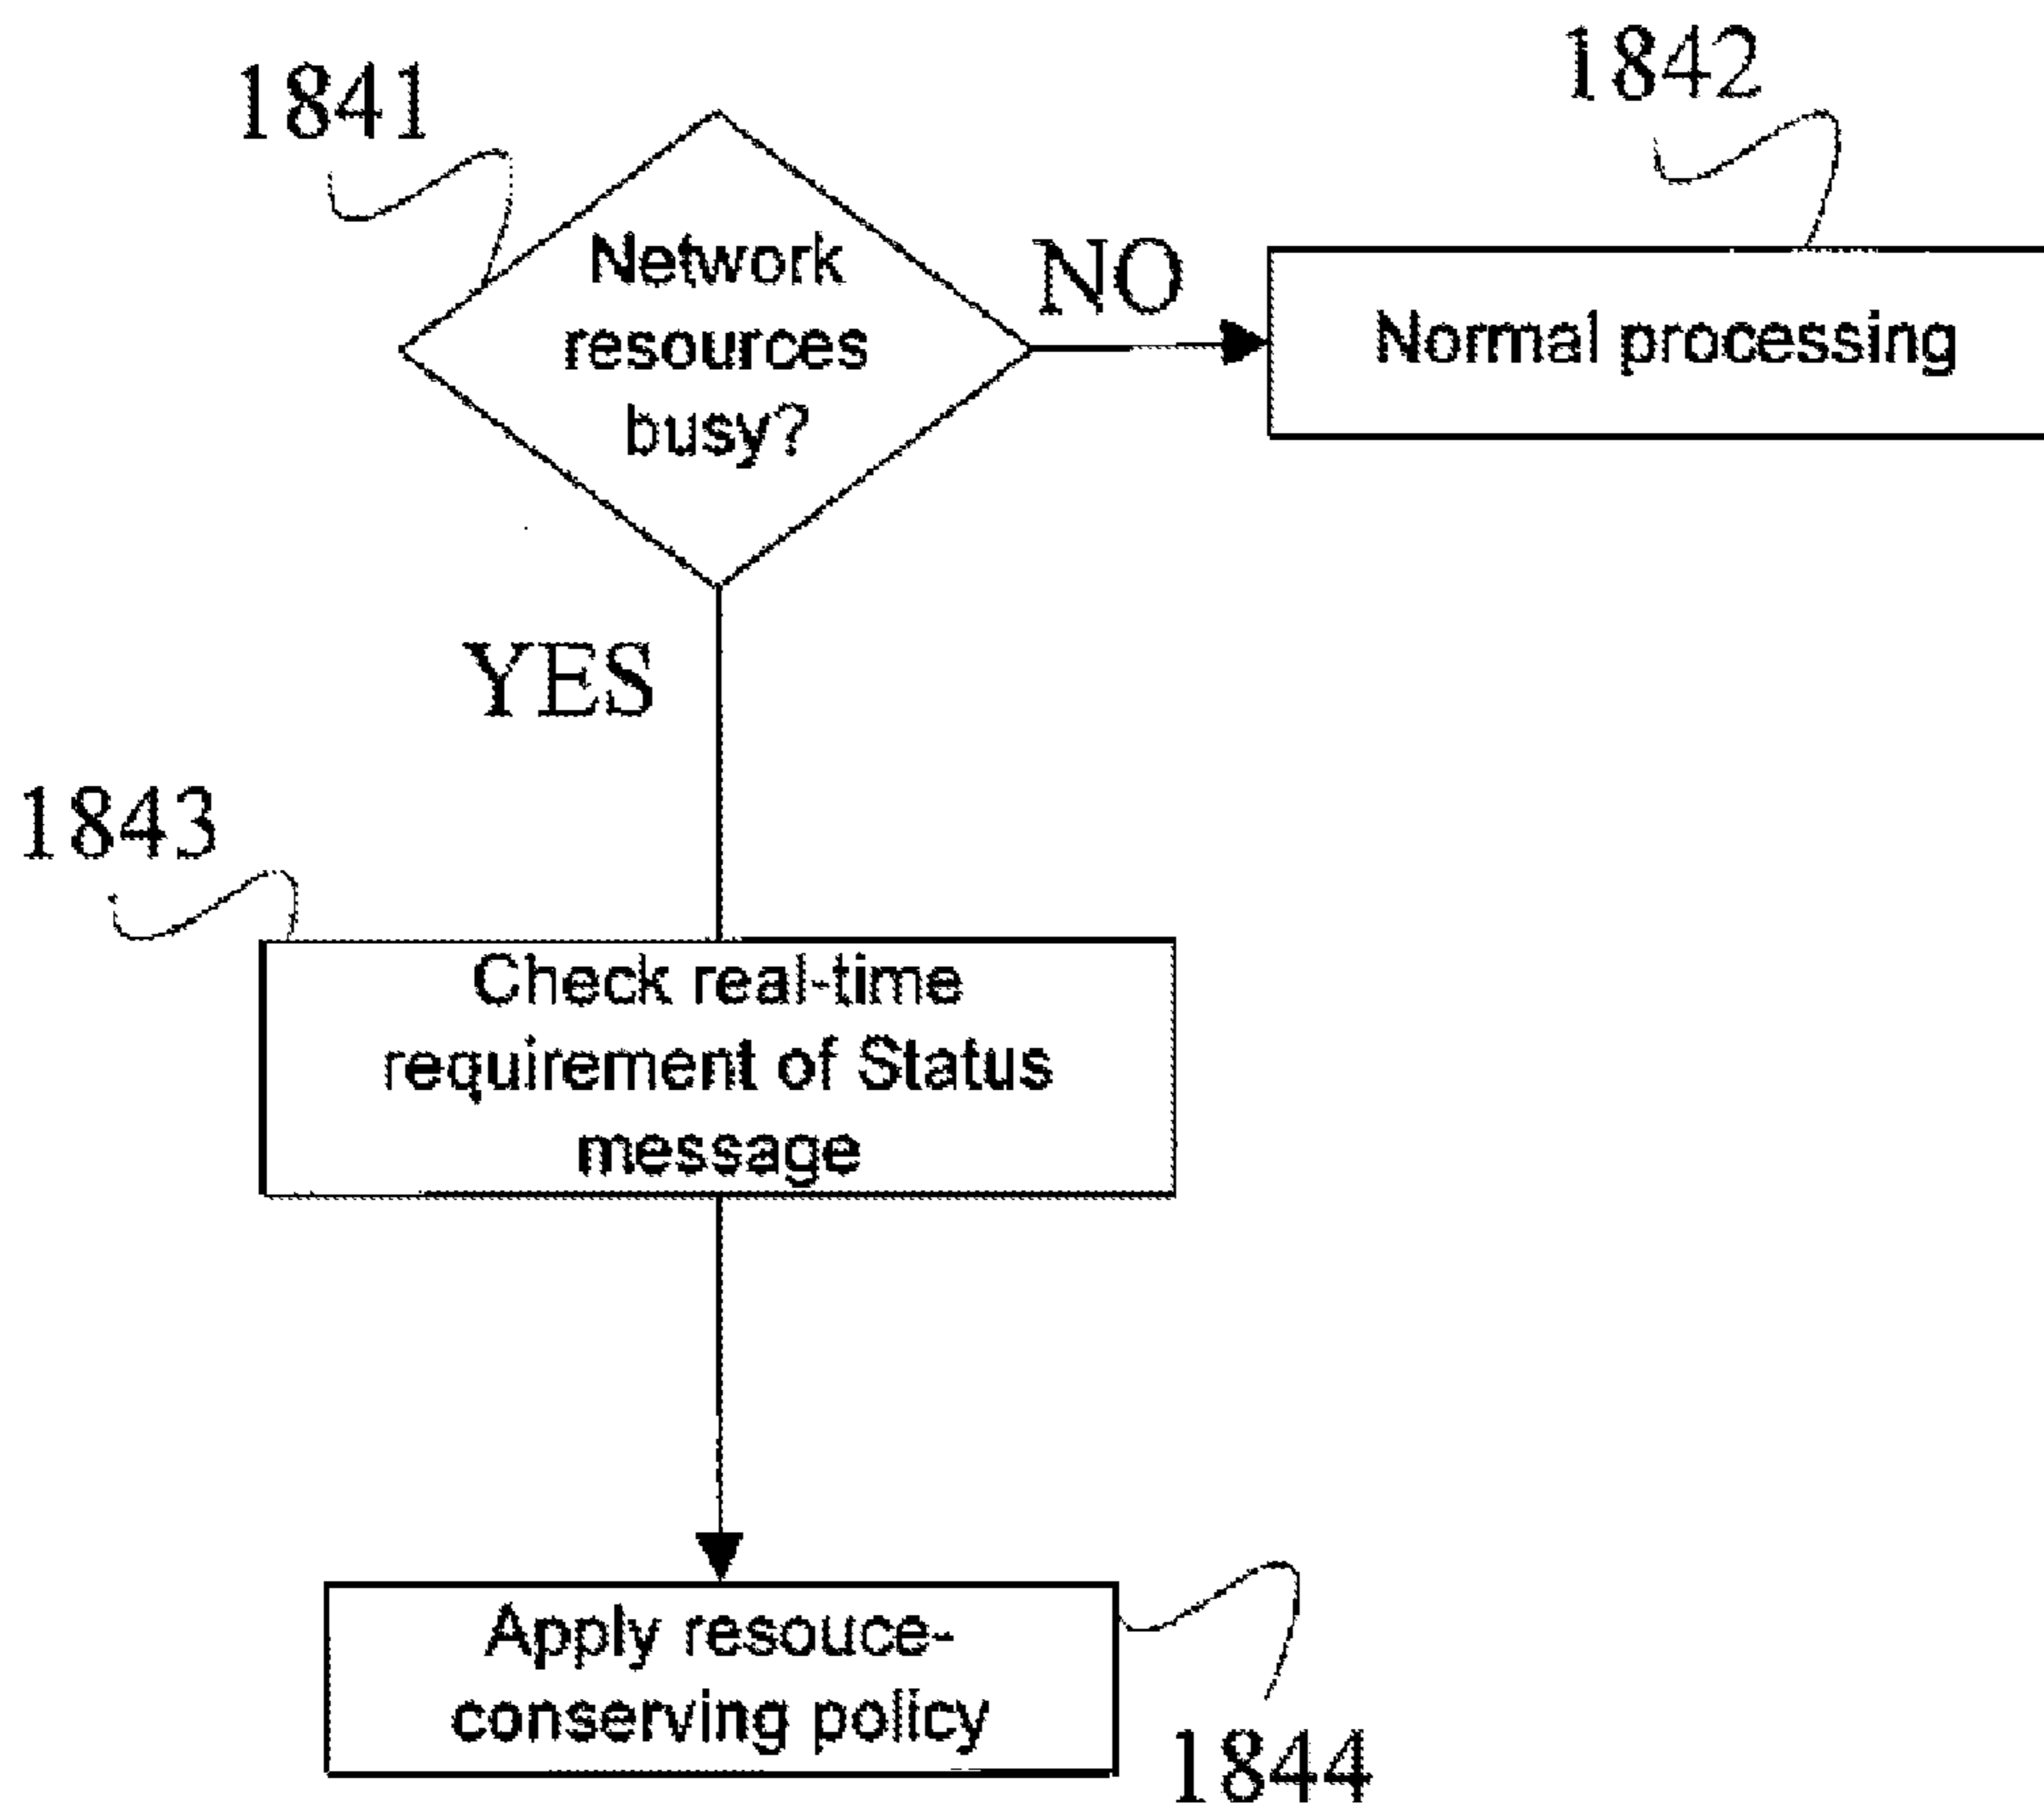 1841
1842
Network
resources
busy?
NO
Normal processing
YES
1843
Check real-time
requirement of Status
message
Apply resouce-
conserving policy
1844